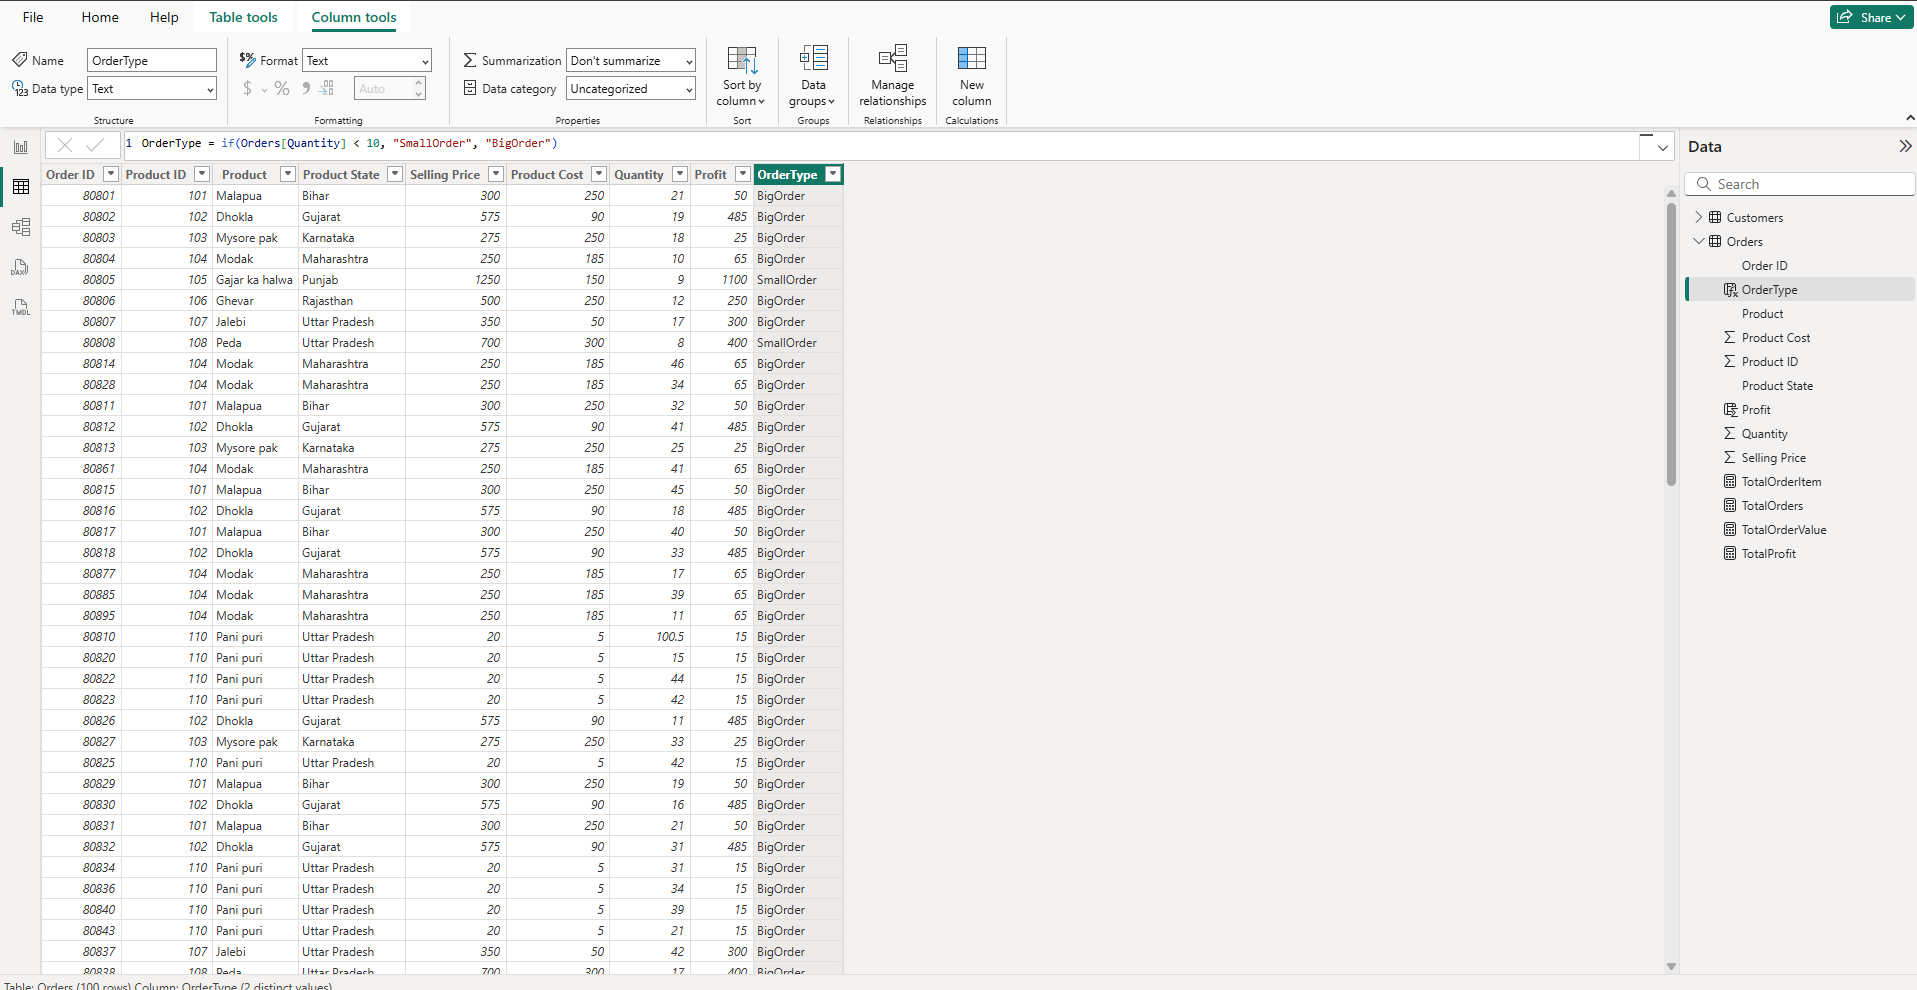 File Home Help Table tools Column tools Share
Name OrderType
Data type Text
Structure
Format Text
$ % 9 .00 Auto
Formatting
Summarization Don't summarize
Data category Uncategorized
Properties
Sort by column
Sort
Data groups
Groups
Manage relationships
Relationships
New column
Calculations
1 OrderType = if(Orders[Quantity] < 10, "SmallOrder", "BigOrder")
Order ID Product ID Product Product State Selling Price Product Cost Quantity Profit OrderType
80801 101 Malapua Bihar 300 250 21 50 BigOrder
80802 102 Dhokla Gujarat 575 90 19 485 BigOrder
80803 103 Mysore pak Karnataka 275 250 18 25 BigOrder
80804 104 Modak Maharashtra 250 185 10 65 BigOrder
80805 105 Gajar ka halwa Punjab 1250 150 9 1100 SmallOrder
80806 106 Ghevar Rajasthan 500 250 12 250 BigOrder
80807 107 Jalebi Uttar Pradesh 350 50 17 300 BigOrder
80808 108 Peda Uttar Pradesh 700 300 8 400 SmallOrder
80814 104 Modak Maharashtra 250 185 46 65 BigOrder
80828 104 Modak Maharashtra 250 185 34 65 BigOrder
80811 101 Malapua Bihar 300 250 32 50 BigOrder
80812 102 Dhokla Gujarat 575 90 41 485 BigOrder
80813 103 Mysore pak Karnataka 275 250 25 25 BigOrder
80861 104 Modak Maharashtra 250 185 41 65 BigOrder
80815 101 Malapua Bihar 300 250 45 50 BigOrder
80816 102 Dhokla Gujarat 575 90 18 485 BigOrder
80817 101 Malapua Bihar 300 250 40 50 BigOrder
80818 102 Dhokla Gujarat 575 90 33 485 BigOrder
80877 104 Modak Maharashtra 250 185 17 65 BigOrder
80885 104 Modak Maharashtra 250 185 39 65 BigOrder
80895 104 Modak Maharashtra 250 185 11 65 BigOrder
80810 110 Pani puri Uttar Pradesh 20 5 100.5 15 BigOrder
80820 110 Pani puri Uttar Pradesh 20 5 15 15 BigOrder
80822 110 Pani puri Uttar Pradesh 20 5 44 15 BigOrder
80823 110 Pani puri Uttar Pradesh 20 5 42 15 BigOrder
80826 102 Dhokla Gujarat 575 90 11 485 BigOrder
80827 103 Mysore pak Karnataka 275 250 33 25 BigOrder
80825 110 Pani puri Uttar Pradesh 20 5 42 15 BigOrder
80829 101 Malapua Bihar 300 250 19 50 BigOrder
80830 102 Dhokla Gujarat 575 90 16 485 BigOrder
80831 101 Malapua Bihar 300 250 21 50 BigOrder
80832 102 Dhokla Gujarat 575 90 31 485 BigOrder
80834 110 Pani puri Uttar Pradesh 20 5 31 15 BigOrder
80836 110 Pani puri Uttar Pradesh 20 5 34 15 BigOrder
80840 110 Pani puri Uttar Pradesh 20 5 39 15 BigOrder
80843 110 Pani puri Uttar Pradesh 20 5 21 15 BigOrder
80837 107 Jalebi Uttar Pradesh 350 50 42 300 BigOrder
80838 108 Peda Uttar Pradesh 700 300 17 400 BigOrder
Table: Orders (100 rows) Column: OrderType (2 distinct values)
DAX
TMDL
Data
Search
Customers
Orders
Order ID
OrderType
Product
Product Cost
Product ID
Product State
Profit
Quantity
Selling Price
TotalOrderItem
TotalOrders
TotalOrderValue
TotalProfit